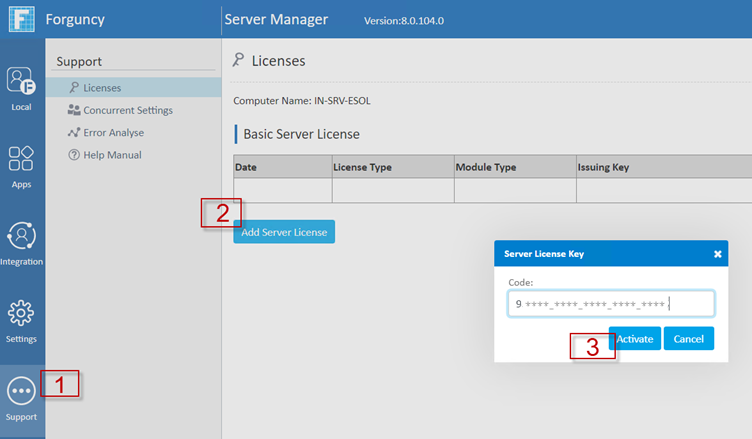 Forguncy
Server Manager
Version:8.0.104.0
Local
Apps
Integration
Settings
Support
1
Support
Licenses
Concurrent Settings
Error Analyse
Help Manual
Licenses
Computer Name: IN-SRV-ESOL
Basic Server License
Date License Type Module Type Issuing Key
2
Add Server License
Server License Key
Code:
9 ****_****_****_****_****
3
Activate Cancel